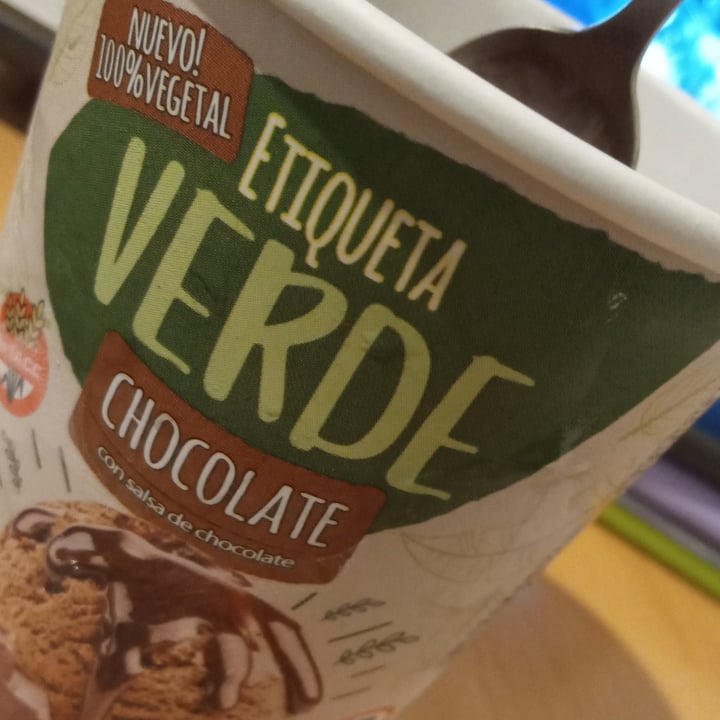 NUEVO!
100% VEGETAL
ETIQUETA
VERDE
CHOCOLATE
con salsa de chocolate